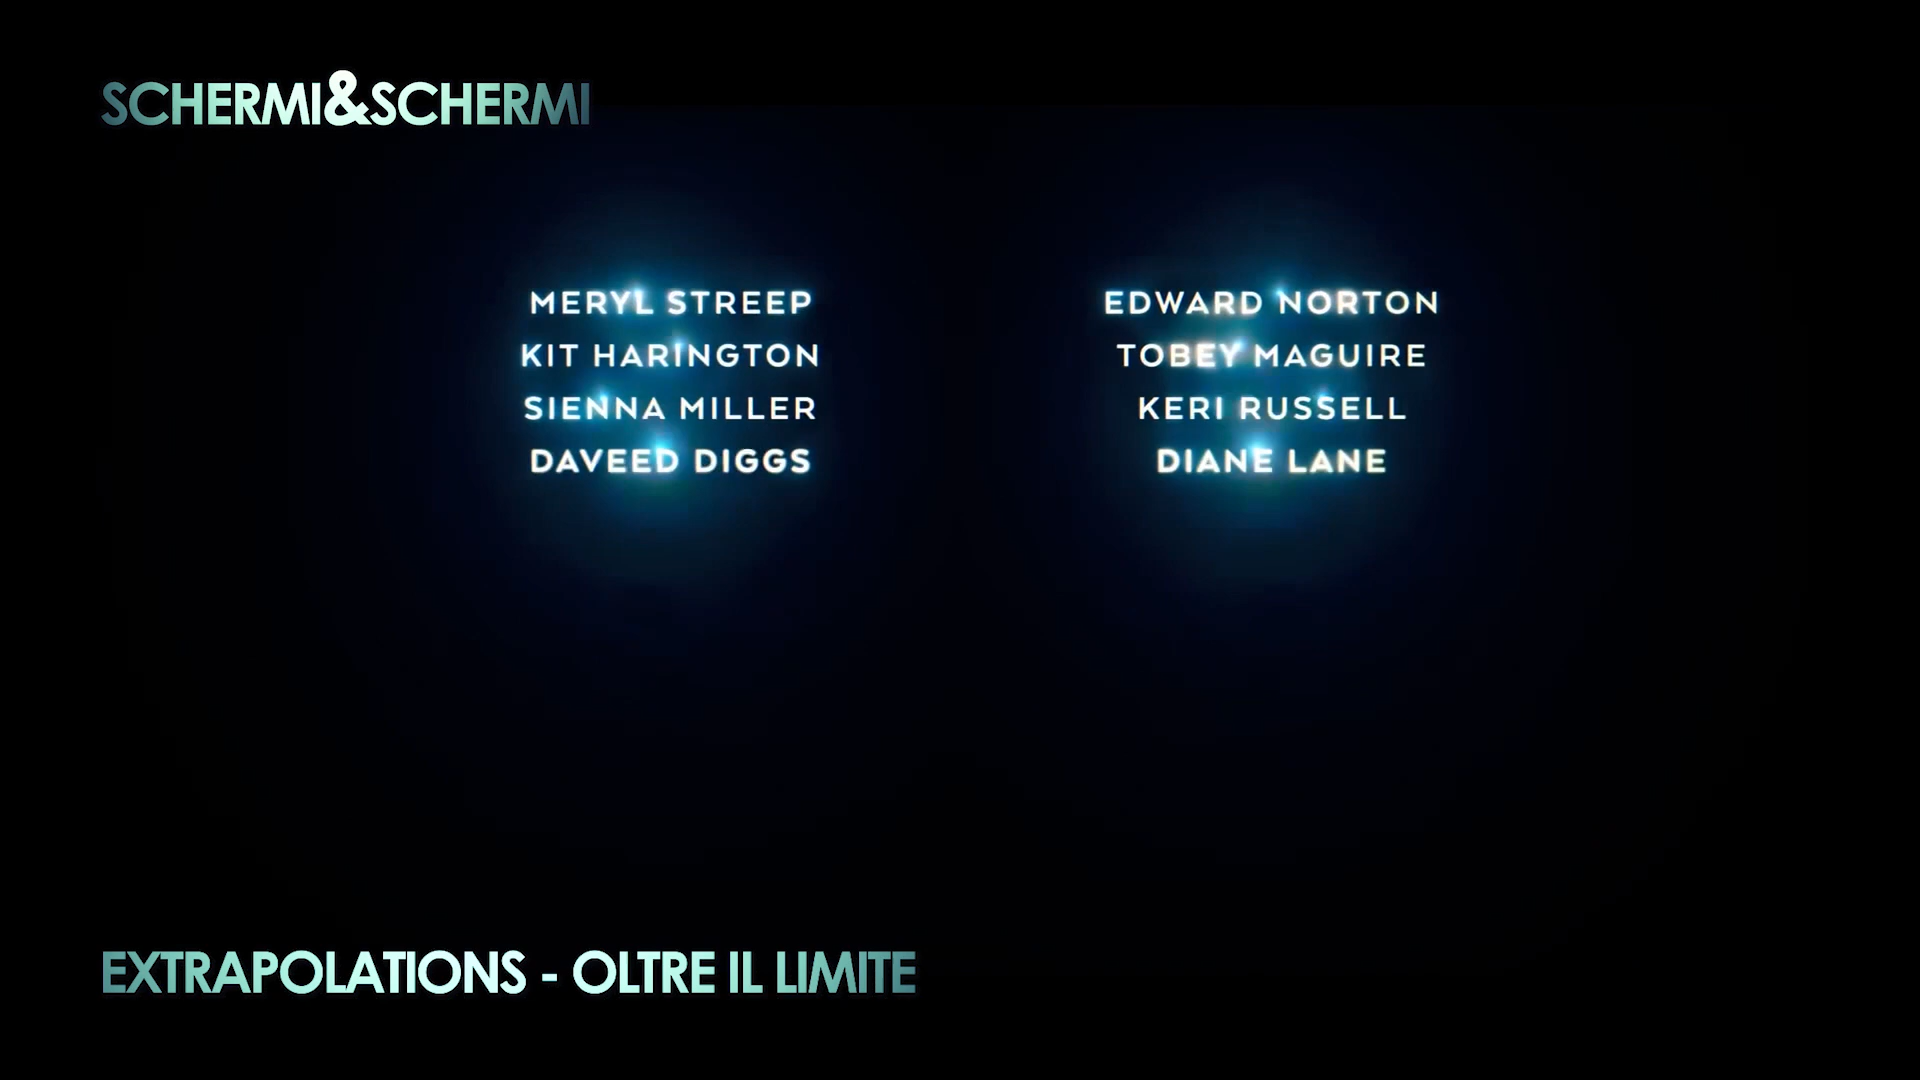 SCHERMI&SCHERMI
MERYL STREEP
KIT HARINGTON
SIENNA MILLER
DAVEED DIGGS
EDWARD NORTON
TOBEY MAGUIRE
KERI RUSSELL
DIANE LANE
EXTRAPOLATIONS - OLTRE IL LIMITE